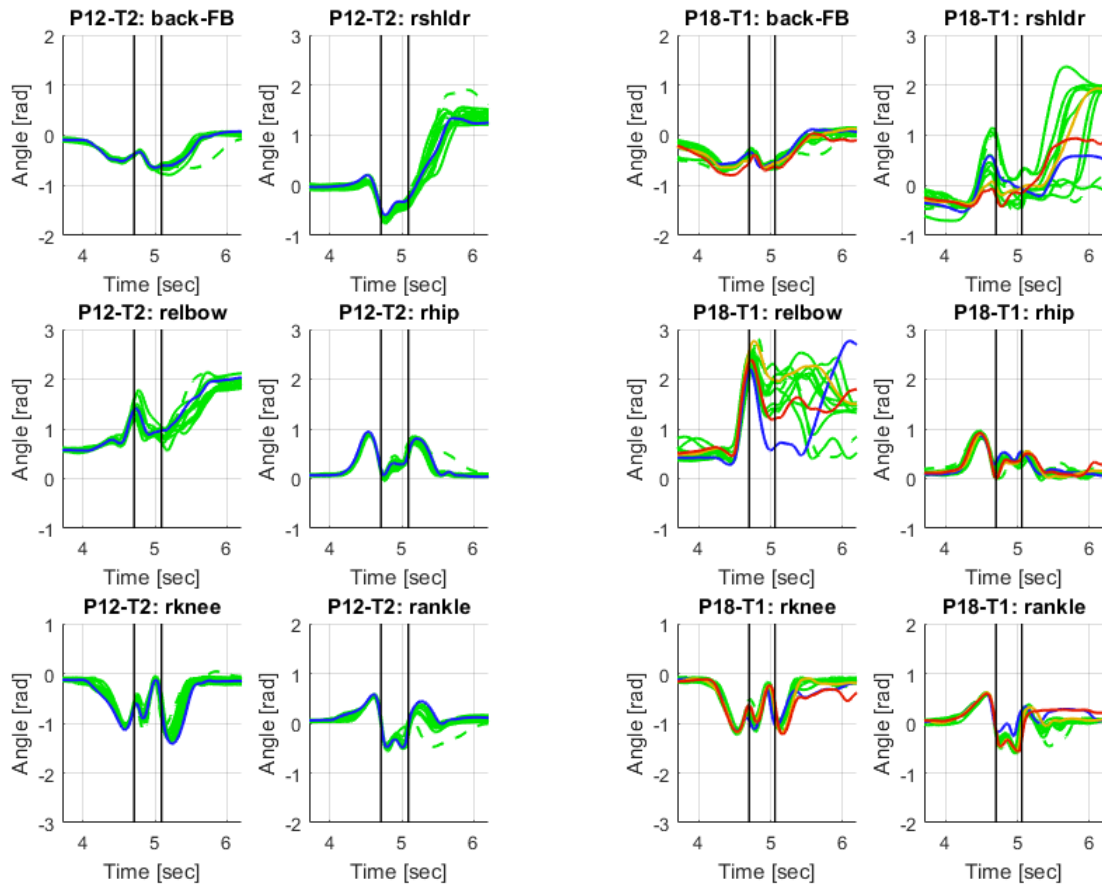 P12-T2: back-FB
P12-T2: rshldr
P18-T1: back-FB
P18-T1: rshldr
2
1
0
-1
-2
Angle [rad]
4 5 6
Time [sec]
3
2
1
0
-1
Angle [rad]
4 5 6
Time [sec]
2
1
0
-1
-2
Angle [rad]
4 5 6
Time [sec]
3
2
1
0
-1
Angle [rad]
4 5 6
Time [sec]
P12-T2: relbow
P12-T2: rhip
P18-T1: relbow
P18-T1: rhip
3
2
1
0
-1
Angle [rad]
4 5 6
Time [sec]
3
2
1
0
-1
Angle [rad]
4 5 6
Time [sec]
3
2
1
0
-1
Angle [rad]
4 5 6
Time [sec]
3
2
1
0
-1
Angle [rad]
4 5 6
Time [sec]
P12-T2: rknee
P12-T2: rankle
P18-T1: rknee
P18-T1: rankle
1
0
-1
-2
-3
Angle [rad]
4 5 6
Time [sec]
2
1
0
-1
-2
Angle [rad]
4 5 6
Time [sec]
1
0
-1
-2
-3
Angle [rad]
4 5 6
Time [sec]
2
1
0
-1
-2
Angle [rad]
4 5 6
Time [sec]